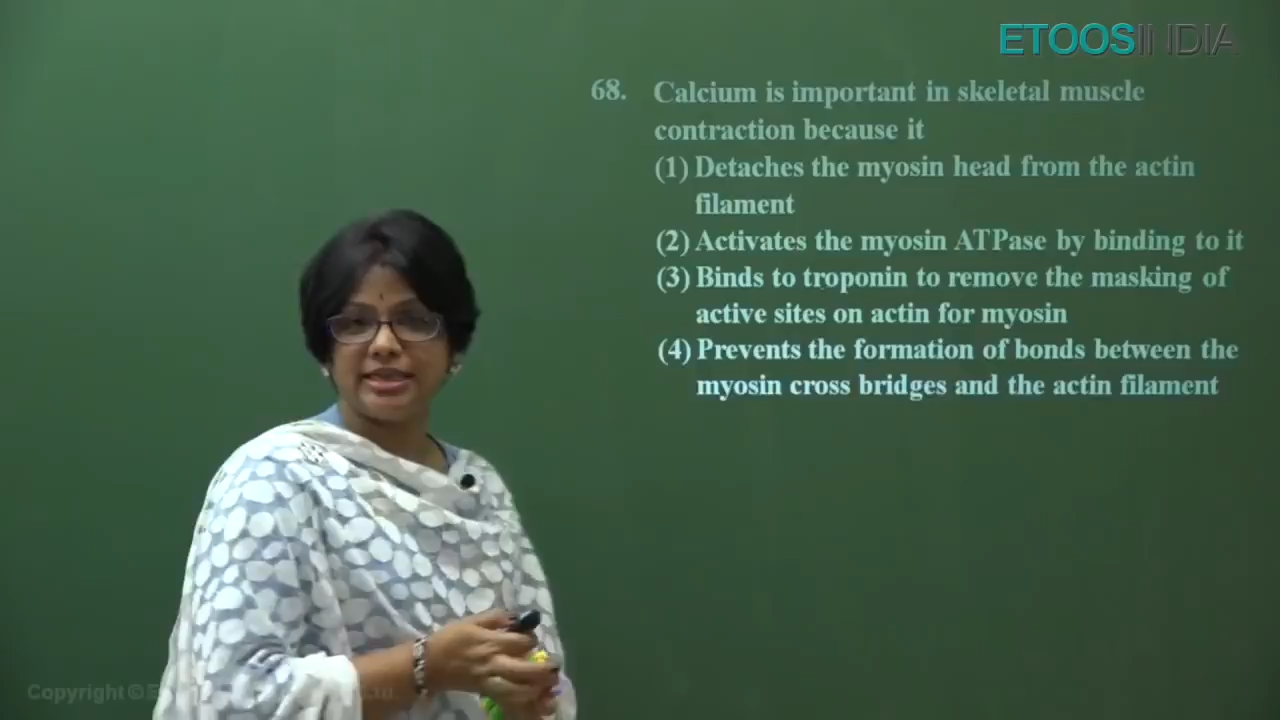 ETOOSINDIA
68. Calcium is important in skeletal muscle
contraction because it
(1) Detaches the myosin head from the actin
filament
(2) Activates the myosin ATPase by binding to it
(3) Binds to troponin to remove the masking of
active sites on actin for myosin
(4) Prevents the formation of bonds between the
myosin cross bridges and the actin filament
Copyright ©